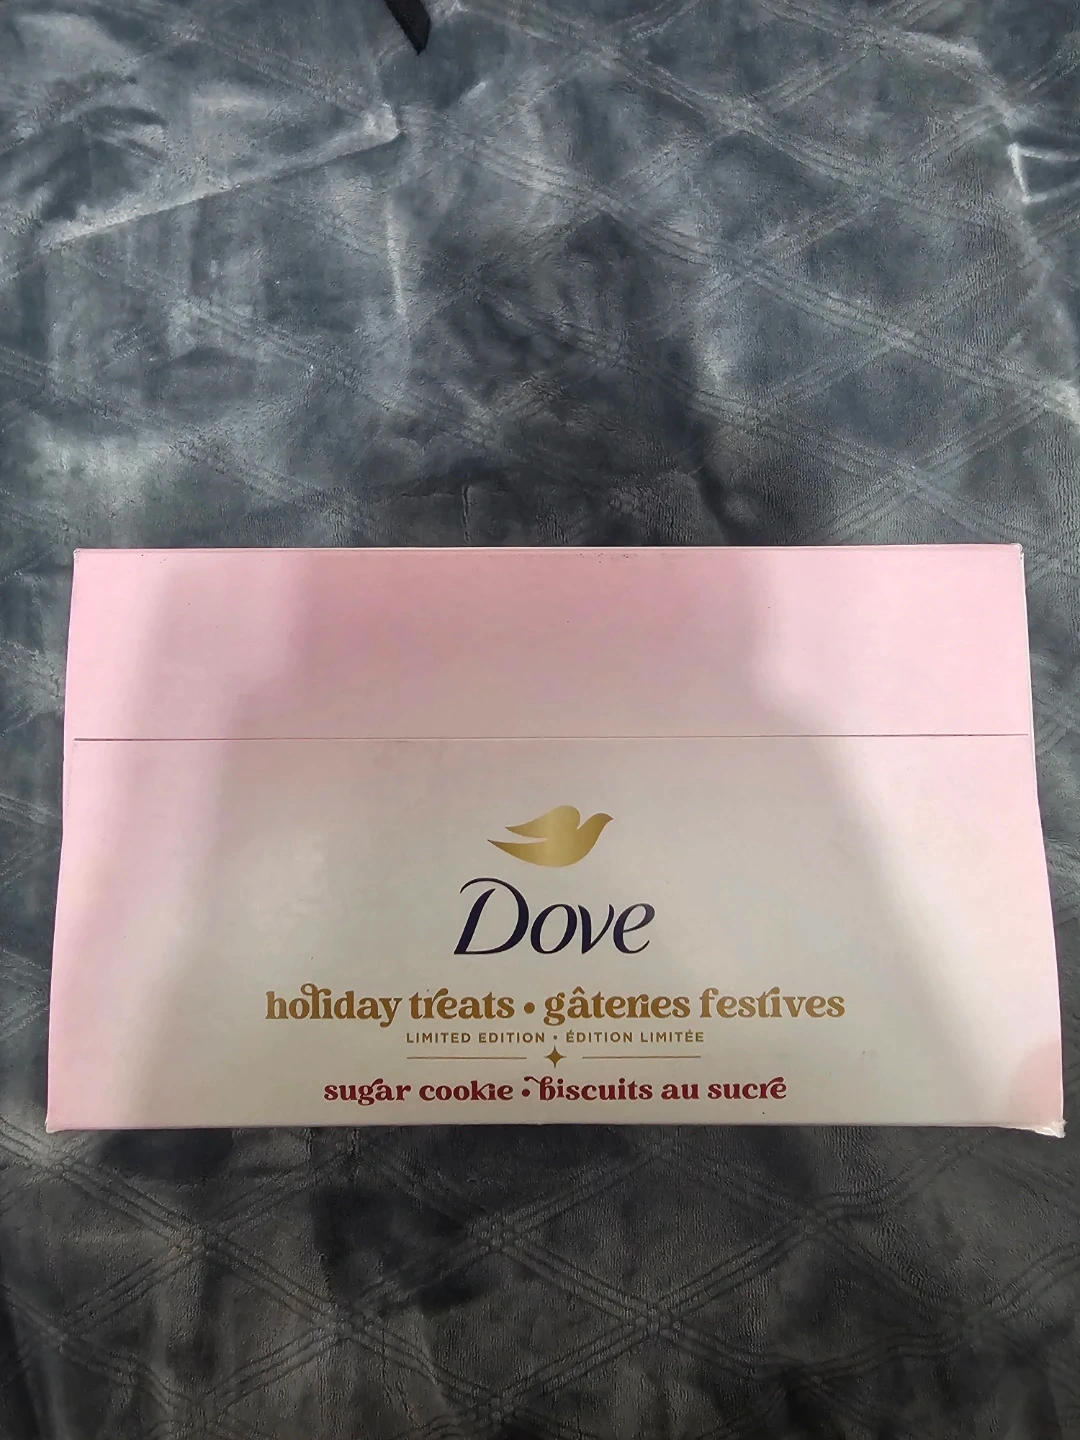 Dove
holiday treats • gâteries festives
LIMITED EDITION • ÉDITION LIMITÉE
sugar cookie • biscuits au sucre